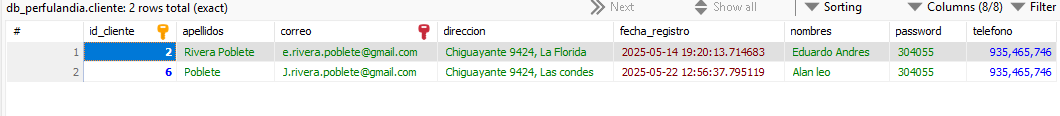 db_perfulandia.cliente: 2 rows total (exact) Next Show all Sorting Columns (8/8) Filter
# id_cliente apellidos correo direccion fecha_registro nombres password telefono
1 2 Rivera Poblete e.rivera.poblete@gmail.com Chiguayante 9424, La Florida 2025-05-14 19:20:13.714683 Eduardo Andres 304055 935,465,746
2 6 Poblete J.rivera.poblete@gmail.com Chiguayante 9424, Las condes 2025-05-22 12:56:37.795119 Alan leo 304055 935,465,746